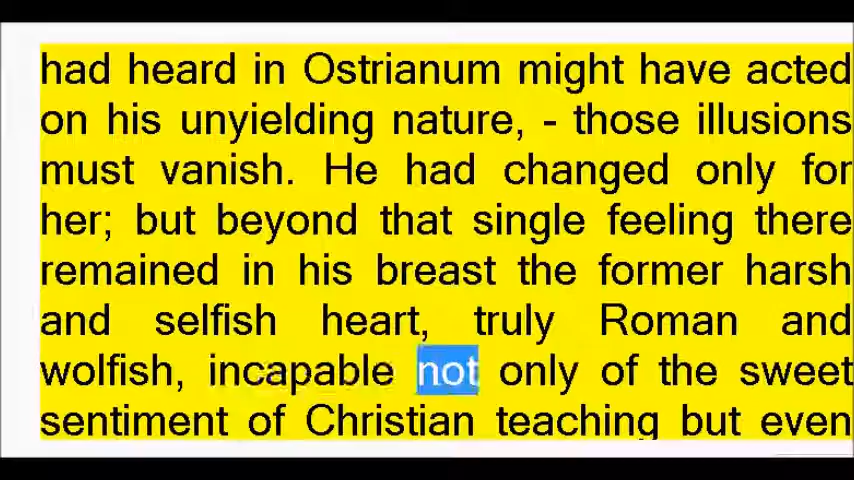 had heard in Ostrianum might have acted
on his unyielding nature, - those illusions
must vanish. He had changed only for
her; but beyond that single feeling there
remained in his breast the former harsh
and selfish heart, truly Roman and
wolfish, incapable not only of the sweet
sentiment of Christian teaching but even